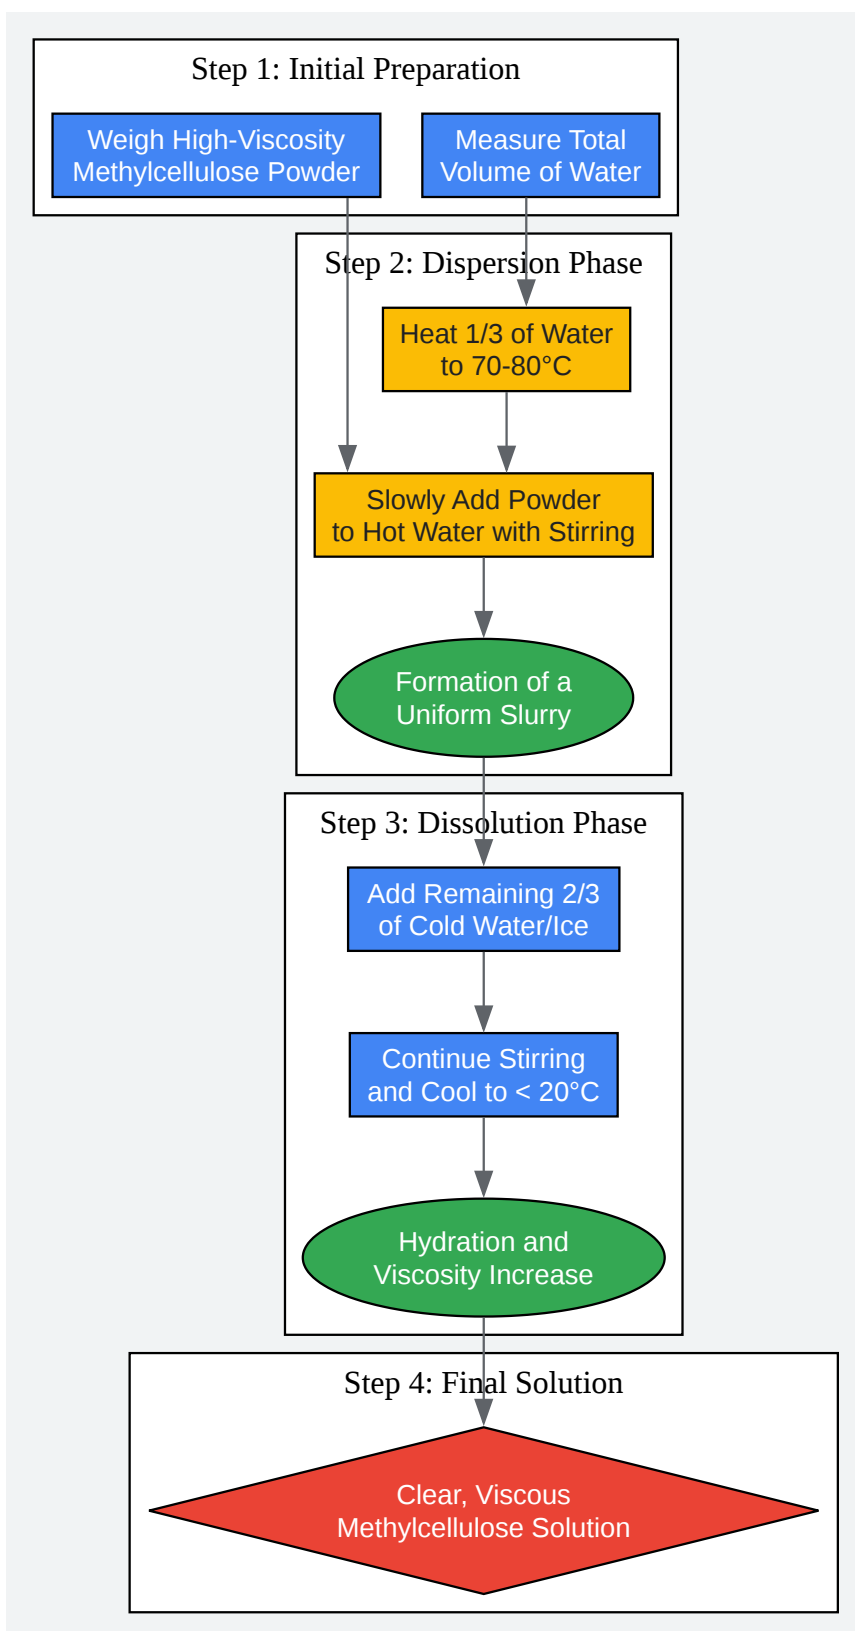 Step 1: Initial Preparation
Weigh High-Viscosity
Methylcellulose Powder
Measure Total
Volume of Water
Step 2: Dispersion Phase
Heat 1/3 of Water
to 70-80°C
Slowly Add Powder
to Hot Water with Stirring
Formation of a
Uniform Slurry
Step 3: Dissolution Phase
Add Remaining 2/3
of Cold Water/Ice
Continue Stirring
and Cool to < 20°C
Hydration and
Viscosity Increase
Step 4: Final Solution
Clear, Viscous
Methylcellulose Solution